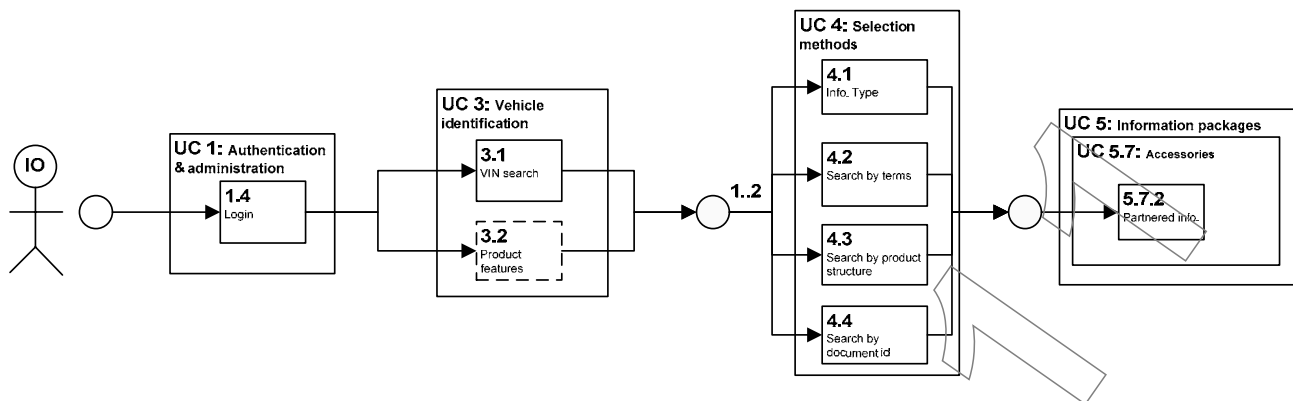 IO
UC 1: Authentication
& administration
1.4
Login
UC 3: Vehicle
identification
3.1
VIN search
3.2
Product
features
1..2
UC 4: Selection
methods
4.1
Info. Type
4.2
Search by terms
4.3
Search by product
structure
4.4
Search by
document id
UC 5: Information packages
UC 5.7: Accessories
5.7.2
Partnered info.